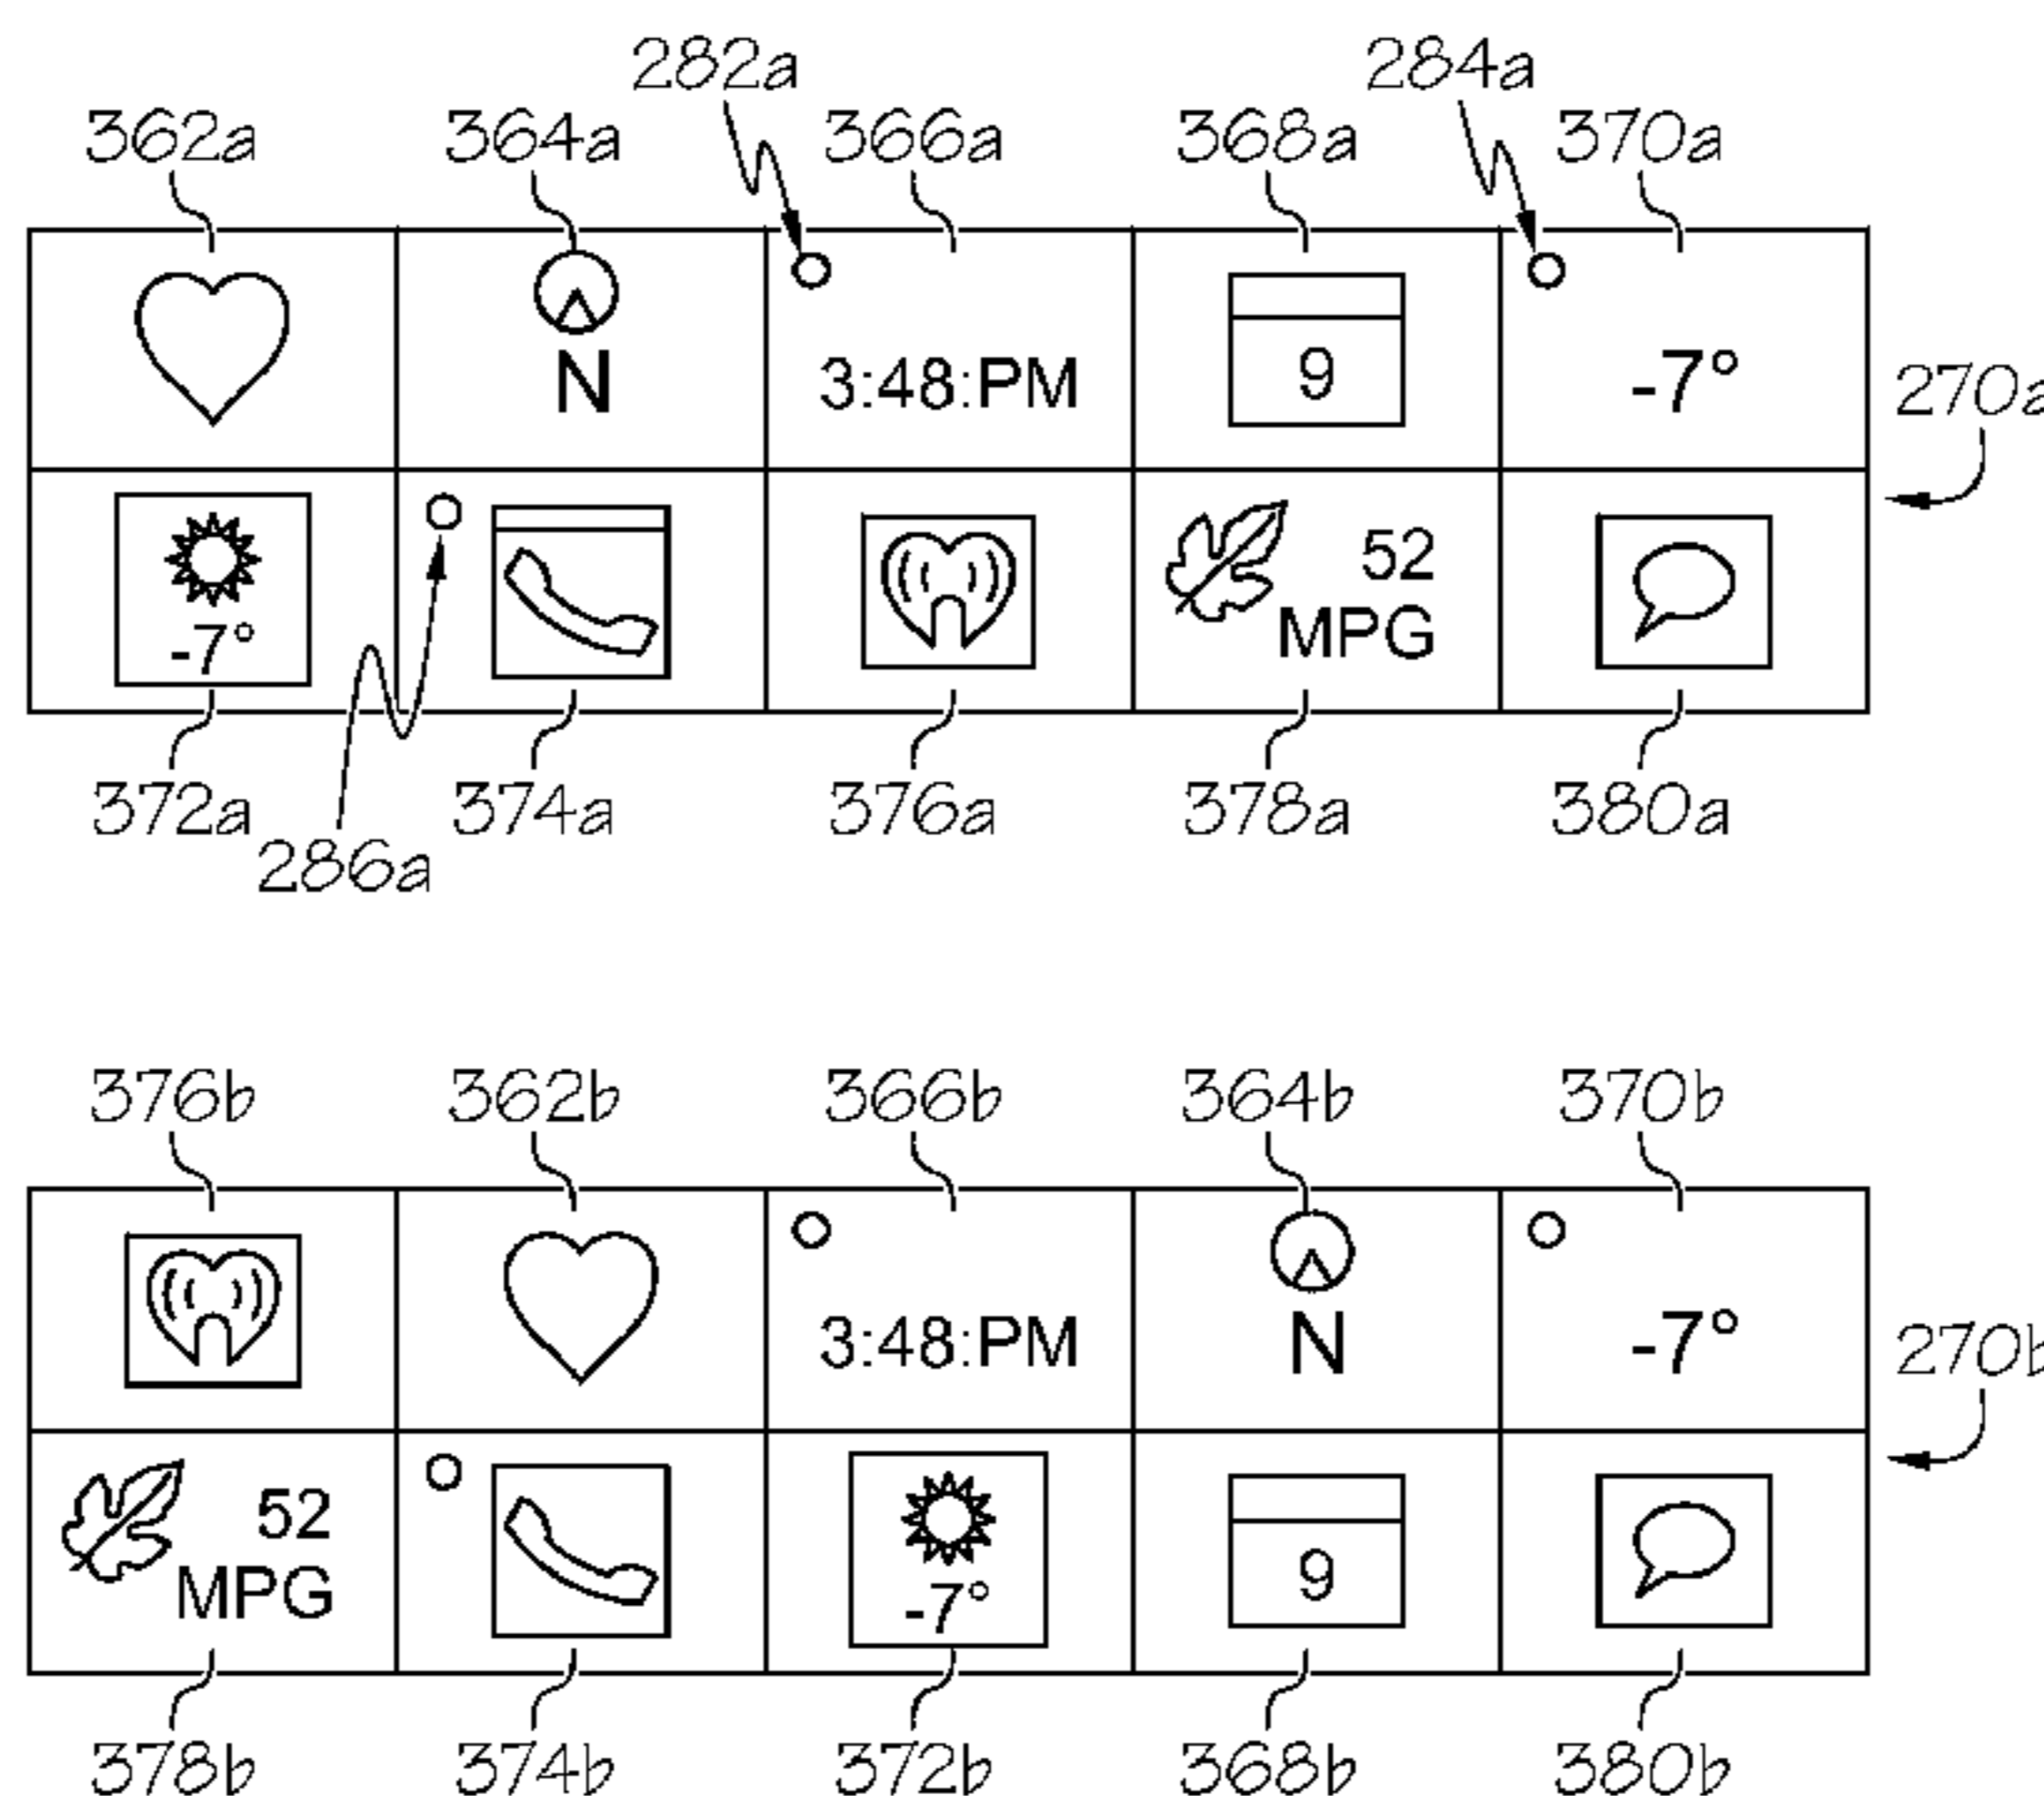 282a 284a
362a 364a 366a 368a 370a
N 3:48:PM 9 -7°
270a
-7° 52 MPG
372a 374a 376a 378a 380a
286a
376b 362b 366b 364b 370b
3:48:PM N -7°
270b
52 MPG -7° 9
378b 374b 372b 368b 380b